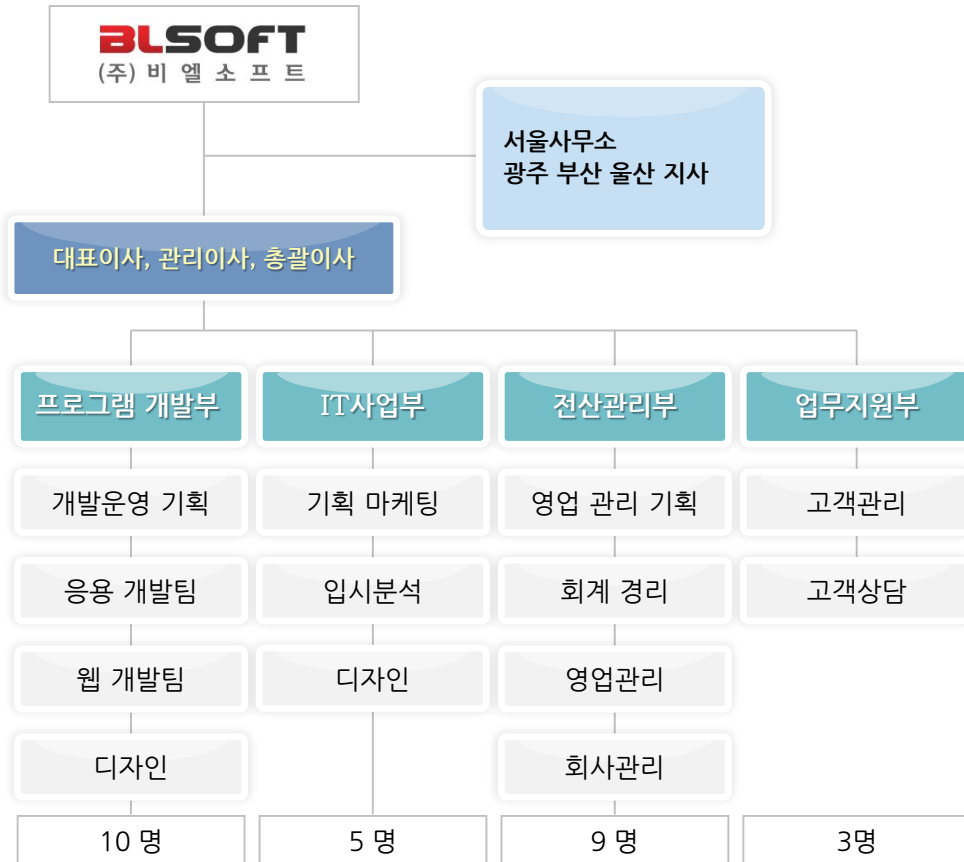 BLSOFT
(주) 비 엘 소 프 트
서울사무소
광주 부산 울산 지사
대표이사, 관리이사, 총괄이사
프로그램 개발부
IT사업부
전산관리부
업무지원부
개발운영 기획
기획 마케팅
영업 관리 기획
고객관리
응용 개발팀
입시분석
회계 경리
고객상담
웹 개발팀
디자인
영업관리
디자인
회사관리
10 명
5 명
9 명
3명